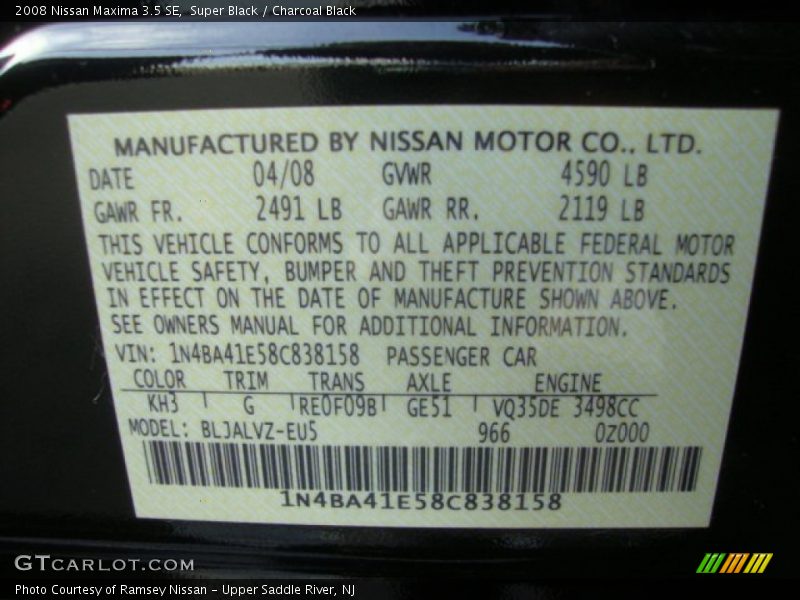 2008 Nissan Maxima 3.5 SE, Super Black / Charcoal Black
MANUFACTURED BY NISSAN MOTOR CO., LTD.
DATE 04/08 GVWR 4590 LB
GAWR FR. 2491 LB GAWR RR. 2119 LB
THIS VEHICLE CONFORMS TO ALL APPLICABLE FEDERAL MOTOR
VEHICLE SAFETY, BUMPER AND THEFT PREVENTION STANDARDS
IN EFFECT ON THE DATE OF MANUFACTURE SHOWN ABOVE.
SEE OWNERS MANUAL FOR ADDITIONAL INFORMATION.
VIN: 1N4BA41E58C838158 PASSENGER CAR
COLOR TRIM TRANS AXLE ENGINE
KH3 G RE0F09B GE51 VQ35DE 3498CC
MODEL: BLJALVZ-EU5 966 0Z000
1N4BA41E58C838158
GTCARLOT.COM
Photo Courtesy of Ramsey Nissan - Upper Saddle River, NJ